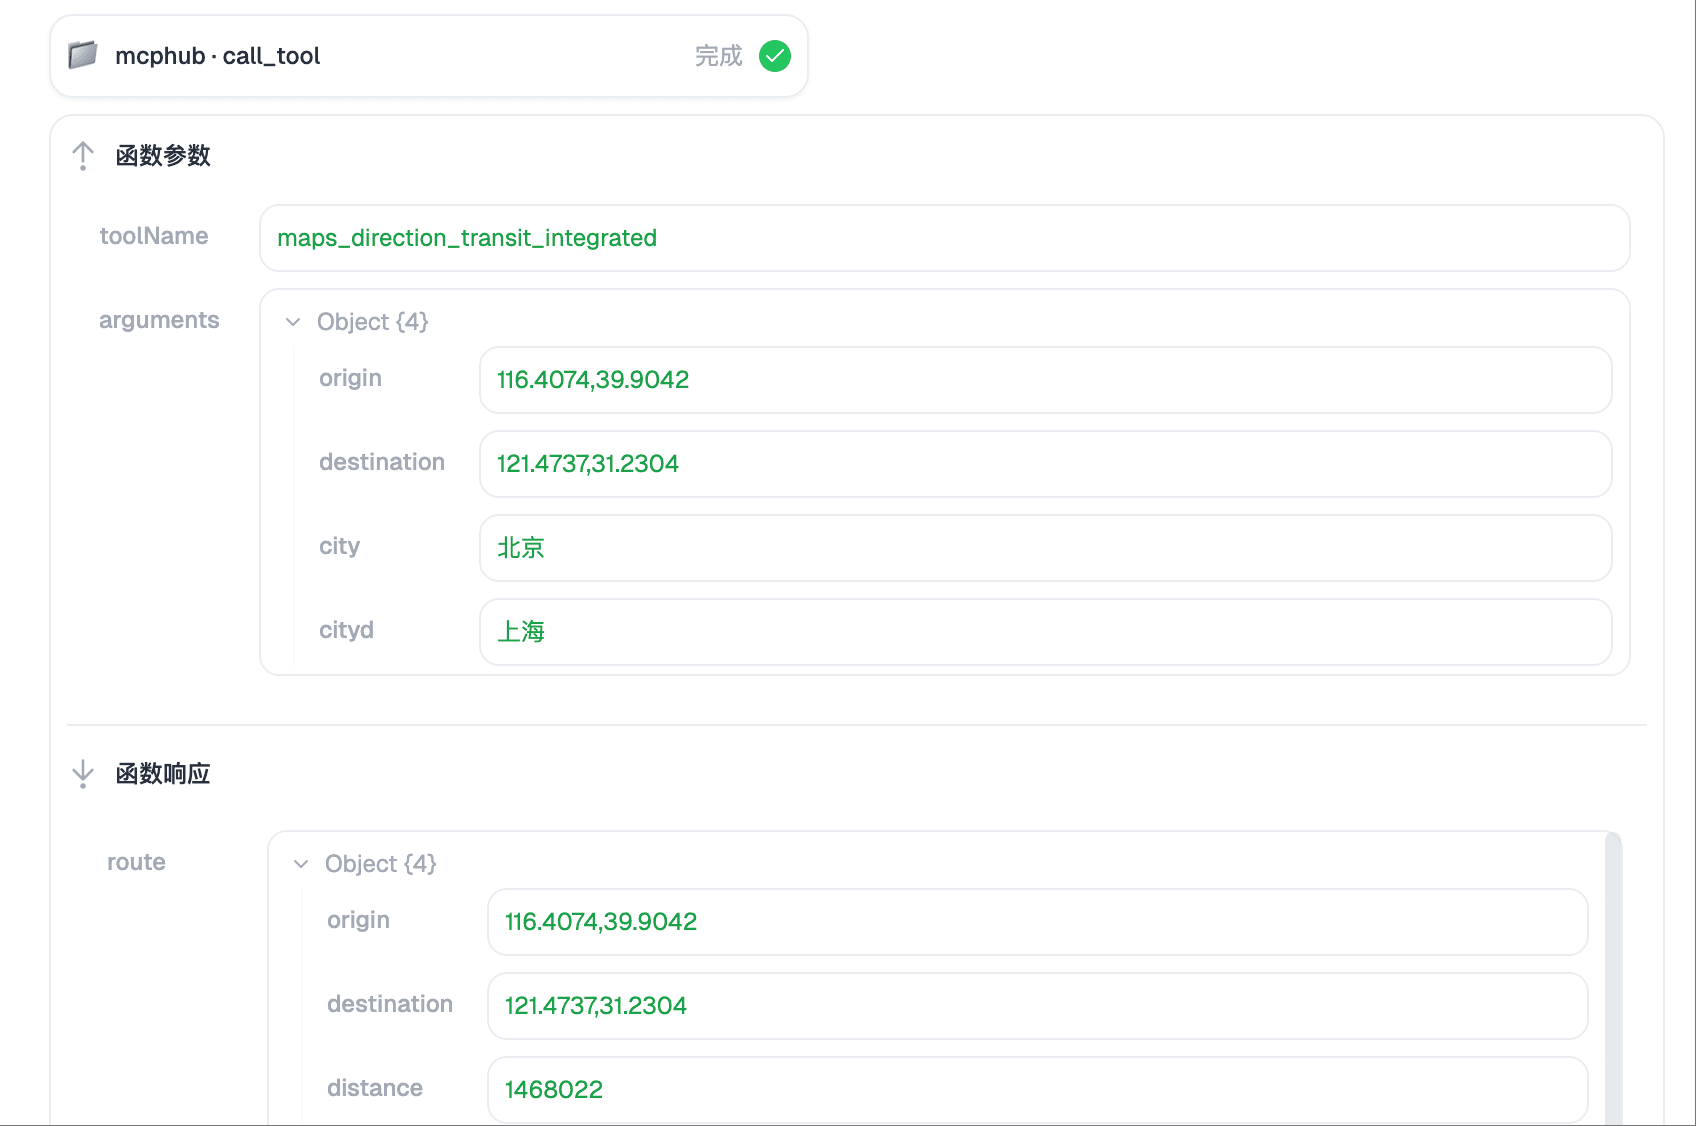 mcphub · call_tool 完成
函数参数
toolName maps_direction_transit_integrated
arguments Object {4}
origin 116.4074,39.9042
destination 121.4737,31.2304
city 北京
cityd 上海
函数响应
route Object {4}
origin 116.4074,39.9042
destination 121.4737,31.2304
distance 1468022